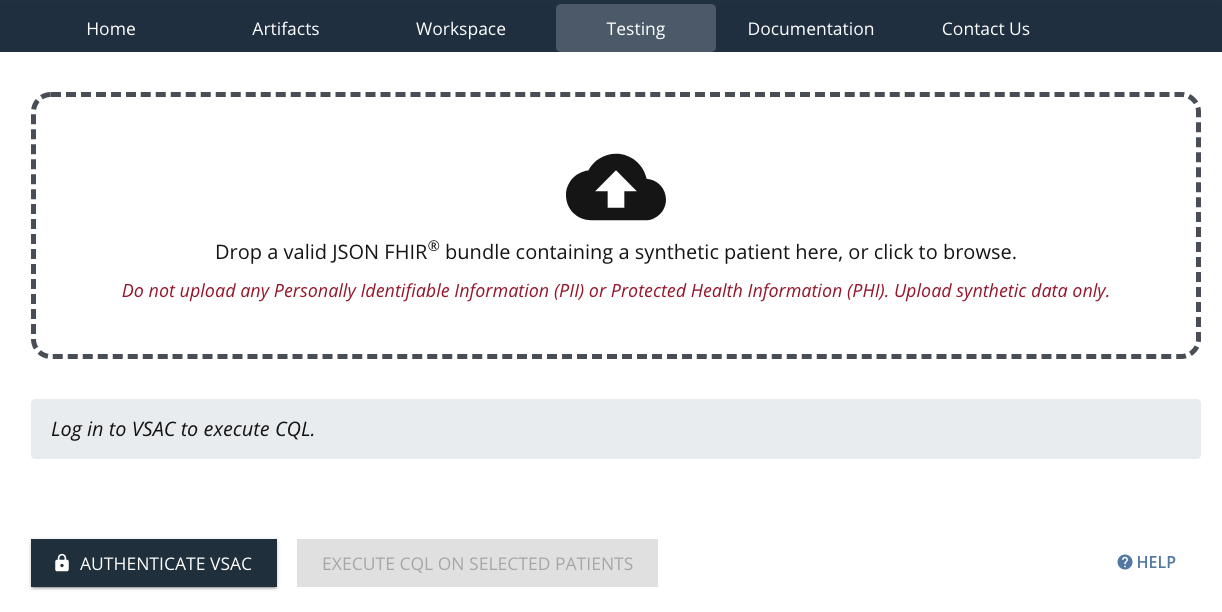 Home Artifacts Workspace Testing Documentation Contact Us
Drop a valid JSON FHIR® bundle containing a synthetic patient here, or click to browse.
Do not upload any Personally Identifiable Information (PII) or Protected Health Information (PHI). Upload synthetic data only.
Log in to VSAC to execute CQL.
AUTHENTICATE VSAC EXECUTE CQL ON SELECTED PATIENTS ? HELP